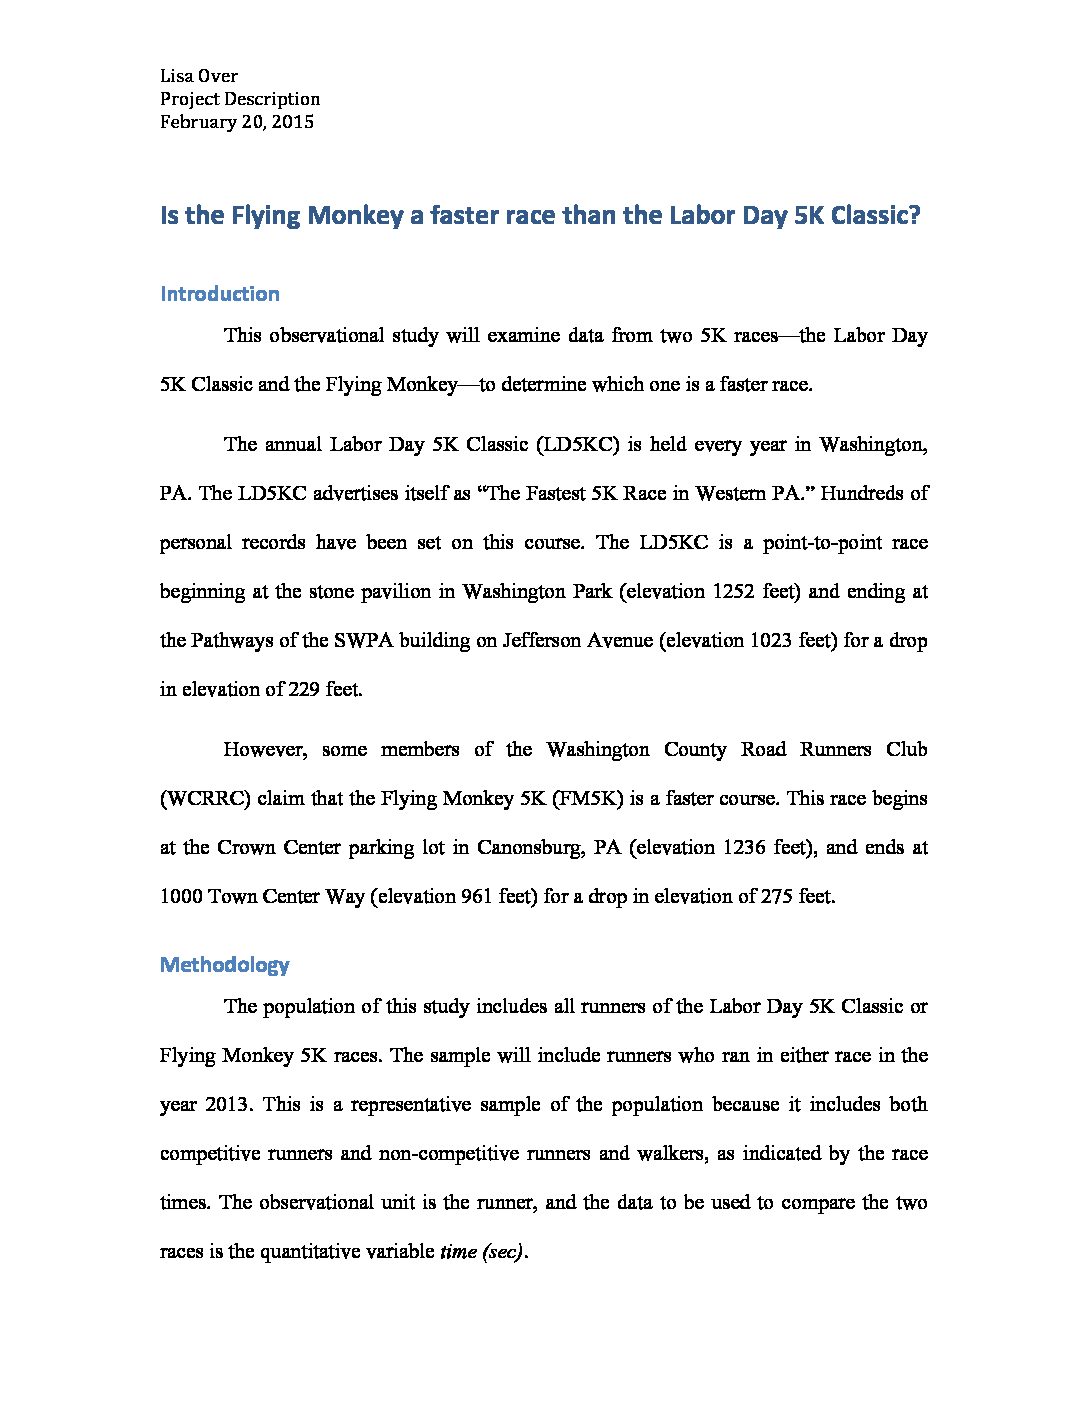 Lisa Over
Project Description
February 20, 2015
Is the Flying Monkey a faster race than the Labor Day 5K Classic?
Introduction
This observational study will examine data from two 5K races—the Labor Day
5K Classic and the Flying Monkey—to determine which one is a faster race.
The annual Labor Day 5K Classic (LD5KC) is held every year in Washington,
PA. The LD5KC advertises itself as “The Fastest 5K Race in Western PA.” Hundreds of
personal records have been set on this course. The LD5KC is a point-to-point race
beginning at the stone pavilion in Washington Park (elevation 1252 feet) and ending at
the Pathways of the SWPA building on Jefferson Avenue (elevation 1023 feet) for a drop
in elevation of 229 feet.
However, some members of the Washington County Road Runners Club
(WCRRC) claim that the Flying Monkey 5K (FM5K) is a faster course. This race begins
at the Crown Center parking lot in Canonsburg, PA (elevation 1236 feet), and ends at
1000 Town Center Way (elevation 961 feet) for a drop in elevation of 275 feet.
Methodology
The population of this study includes all runners of the Labor Day 5K Classic or
Flying Monkey 5K races. The sample will include runners who ran in either race in the
year 2013. This is a representative sample of the population because it includes both
competitive runners and non-competitive runners and walkers, as indicated by the race
times. The observational unit is the runner, and the data to be used to compare the two
races is the quantitative variable time (sec).